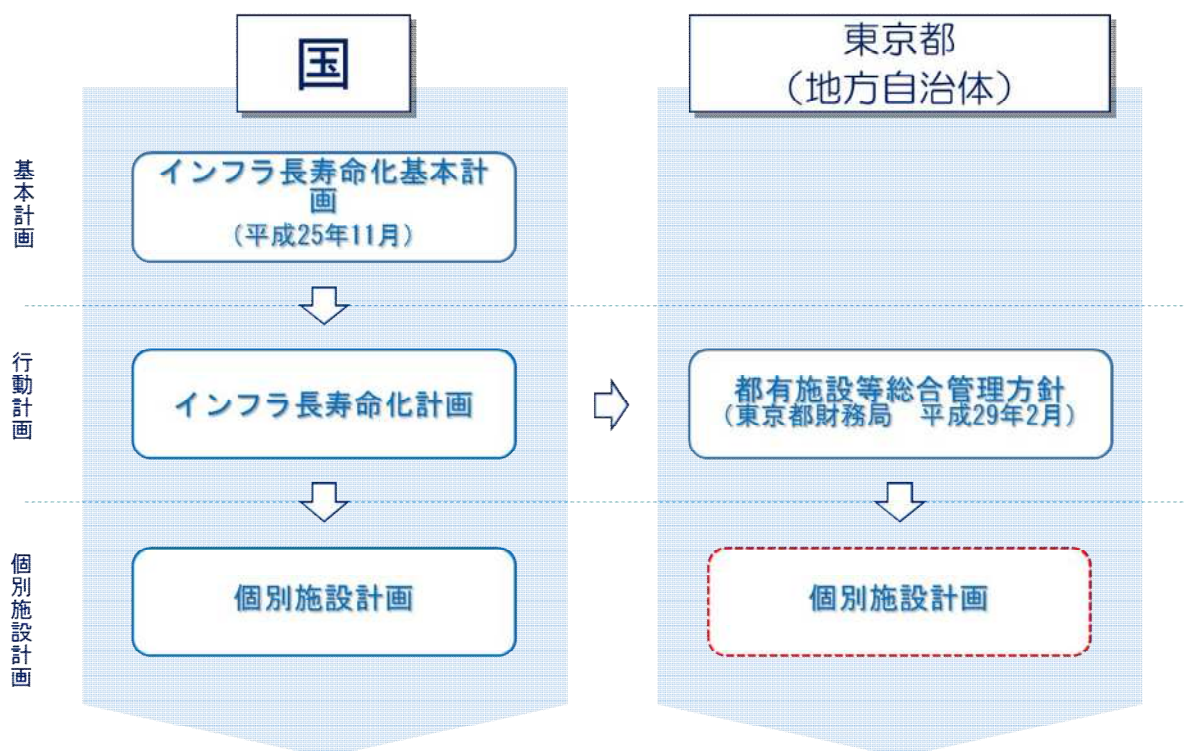 国
東京都
（地方自治体）
基本計画
インフラ長寿命化基本計
画
（平成25年11月）
行動計画
インフラ長寿命化計画
都有施設等総合管理方針
（東京都財務局　平成29年2月）
個別施設計画
個別施設計画
個別施設計画